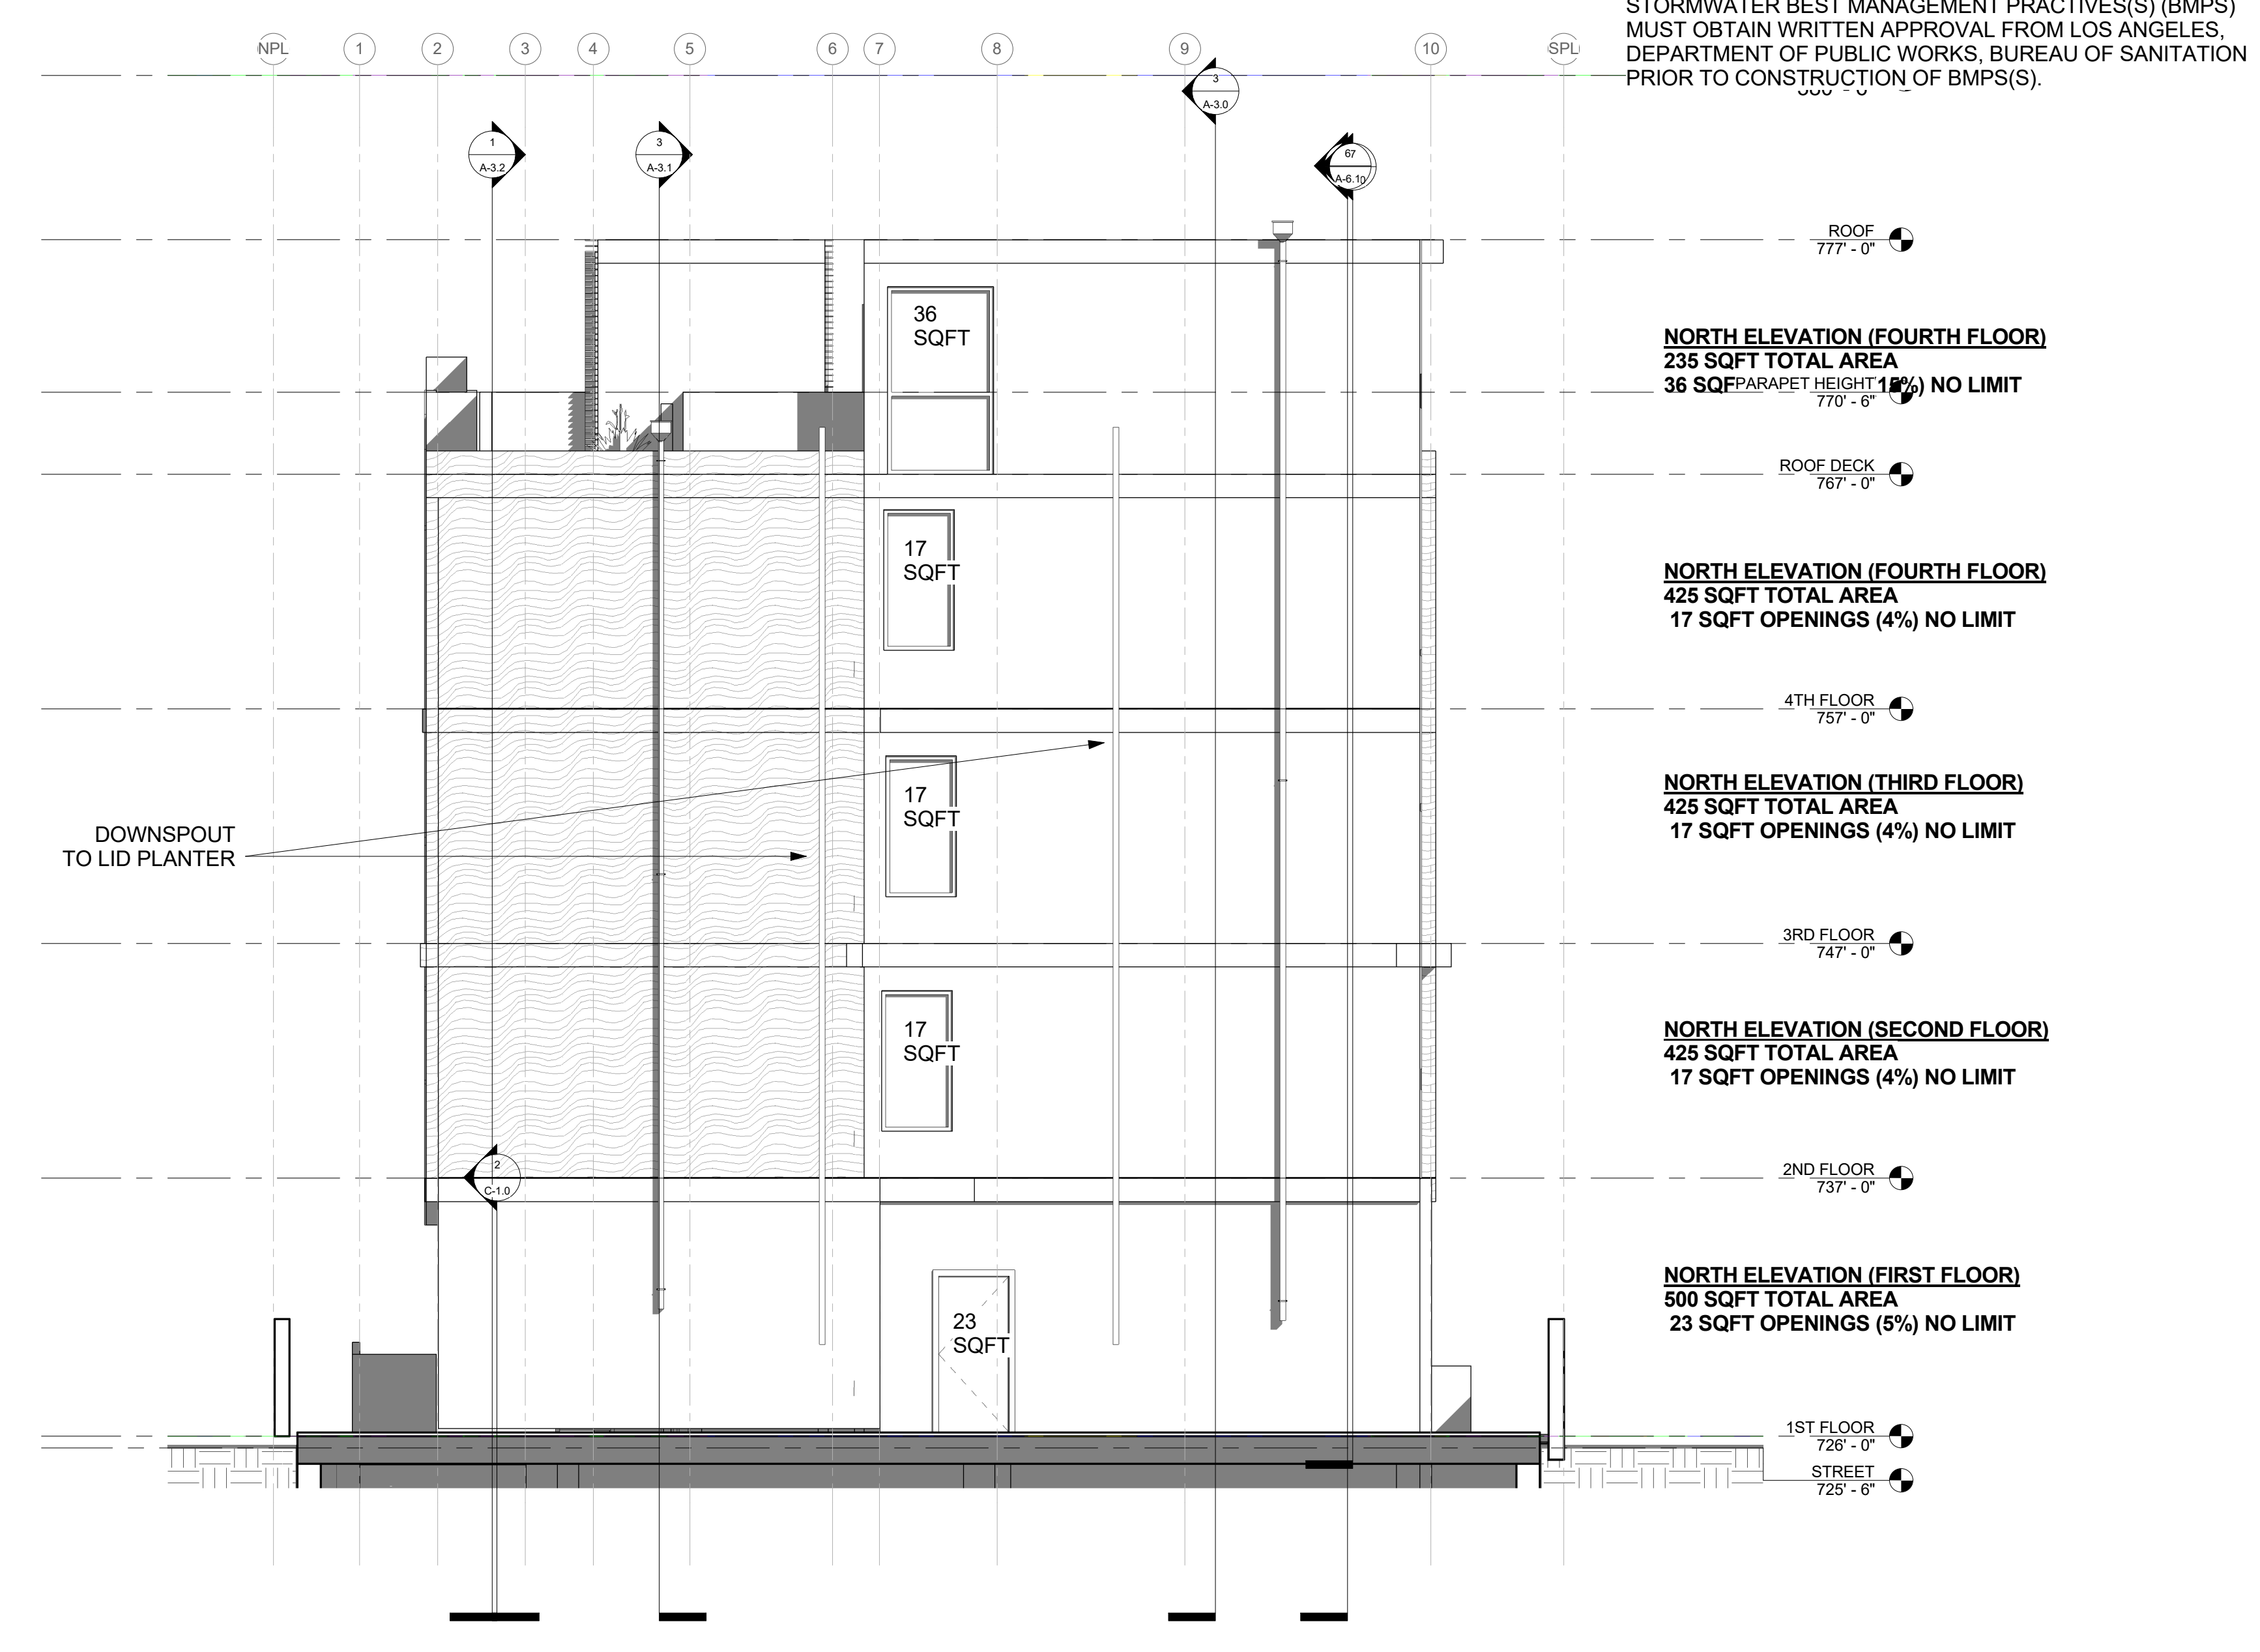 STORMWATER BEST MANAGEMENT PRACTIVES(S) (BMPS)
MUST OBTAIN WRITTEN APPROVAL FROM LOS ANGELES,
DEPARTMENT OF PUBLIC WORKS, BUREAU OF SANITATION
PRIOR TO CONSTRUCTION OF BMPS(S).
NPL 1 2 3 4 5 6 7 8 9 10 SPL
3
A-3.0
1
A-3.2
3
A-3.1
67
A-6.10
ROOF
777' - 0"
36
SQFT
NORTH ELEVATION (FOURTH FLOOR)
235 SQFT TOTAL AREA
36 SQF 15%) NO LIMIT
PARAPET HEIGHT
770' - 6"
ROOF DECK
767' - 0"
17
SQFT
NORTH ELEVATION (FOURTH FLOOR)
425 SQFT TOTAL AREA
17 SQFT OPENINGS (4%) NO LIMIT
4TH FLOOR
757' - 0"
17
SQFT
NORTH ELEVATION (THIRD FLOOR)
425 SQFT TOTAL AREA
17 SQFT OPENINGS (4%) NO LIMIT
DOWNSPOUT
TO LID PLANTER
3RD FLOOR
747' - 0"
17
SQFT
NORTH ELEVATION (SECOND FLOOR)
425 SQFT TOTAL AREA
17 SQFT OPENINGS (4%) NO LIMIT
2
C-1.0
2ND FLOOR
737' - 0"
23
SQFT
NORTH ELEVATION (FIRST FLOOR)
500 SQFT TOTAL AREA
23 SQFT OPENINGS (5%) NO LIMIT
1ST FLOOR
726' - 0"
STREET
725' - 6"